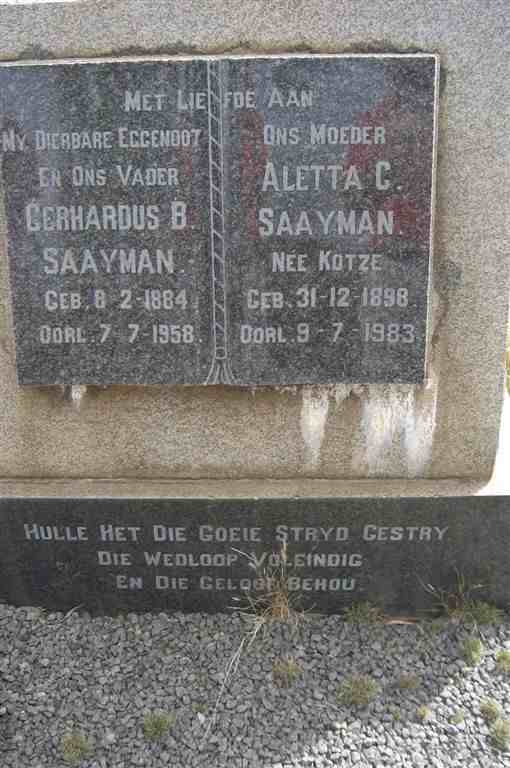 MET LIEFDE AAN
MY DIERBARE EGGENOOT
EN ONS VADER
GERHARDUS B.
SAAYMAN.
GEB. 8-2-1884.
OORL. 7-7-1958.
ONS MOEDER
ALETTA C.
SAAYMAN.
NEE KOTZE
GEB. 31-12-1898.
OORL. 9-7-1983.
HULLE HET DIE GOEIE STRYD GESTRY
DIE WEDLOOP VOLEINDIG
EN DIE GELOOF BEHOU.